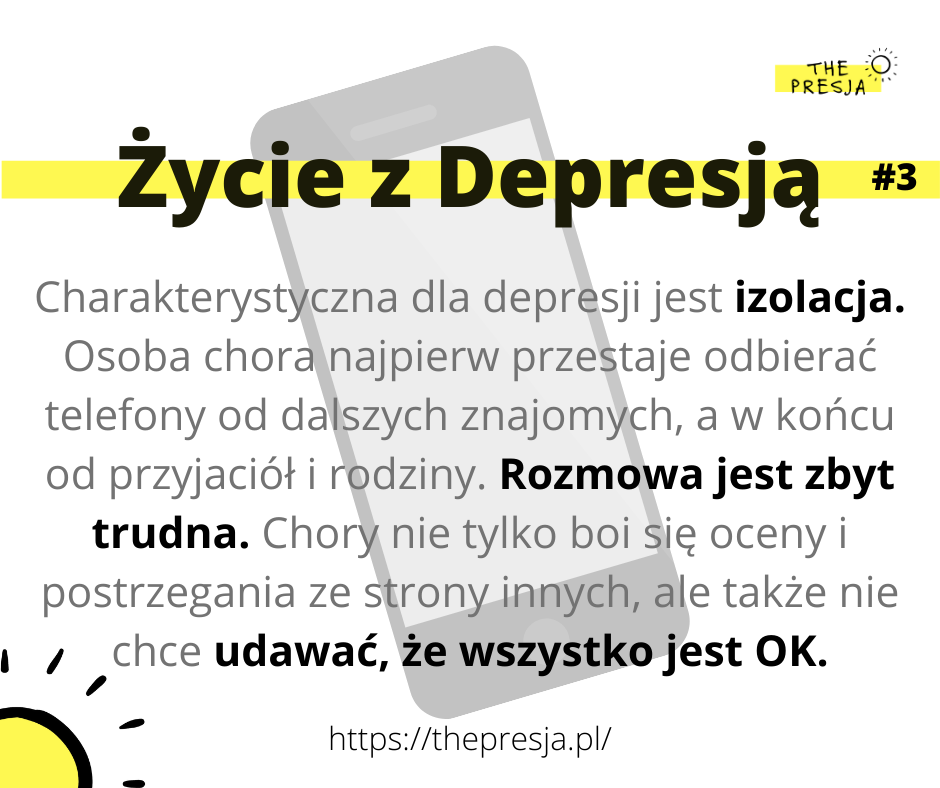 THE
PRESJA
Życie z Depresją #3
Charakterystyczna dla depresji jest izolacja.
Osoba chora najpierw przestaje odbierać
telefony od dalszych znajomych, a w końcu
od przyjaciół i rodziny. Rozmowa jest zbyt
trudna. Chory nie tylko boi się oceny i
postrzegania ze strony innych, ale także nie
chce udawać, że wszystko jest OK.
https://thepresja.pl/